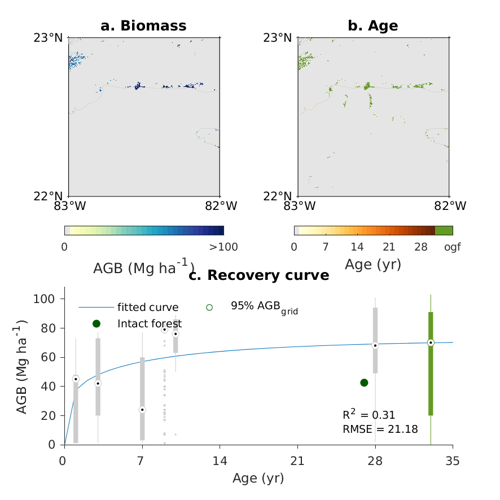 a. Biomass
b. Age
23°N
22°N
83°W
82°W
23°N
22°N
83°W
82°W
0
>100
AGB (Mg ha⁻¹)
0
7
14
21
28
ogf
Age (yr)
c. Recovery curve
fitted curve
95% AGB_grid
Intact forest
R² = 0.31
RMSE = 21.18
AGB (Mg ha⁻¹)
100
80
60
40
20
0
0
7
14
21
28
35
Age (yr)